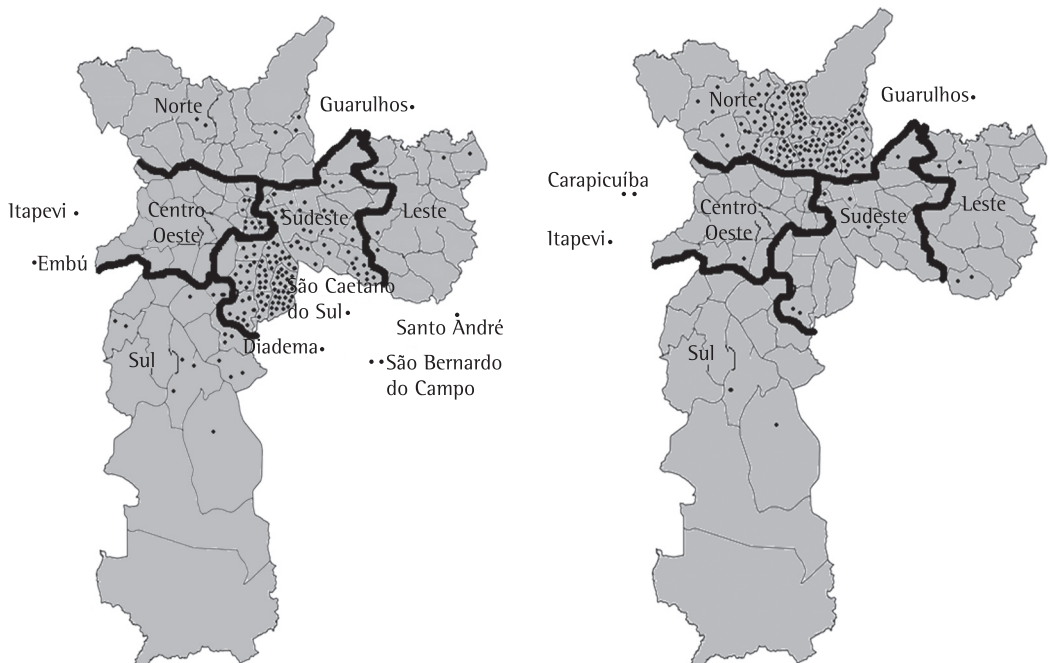 Norte
Guarulhos
Itapevi
Centro
Oeste
Sudeste
Leste
Embú
São Caetano
do Sul
Santo André
Diadema
São Bernardo
do Campo
Sul
Norte
Guarulhos
Carapicuíba
Centro
Oeste
Sudeste
Leste
Itapevi
Sul